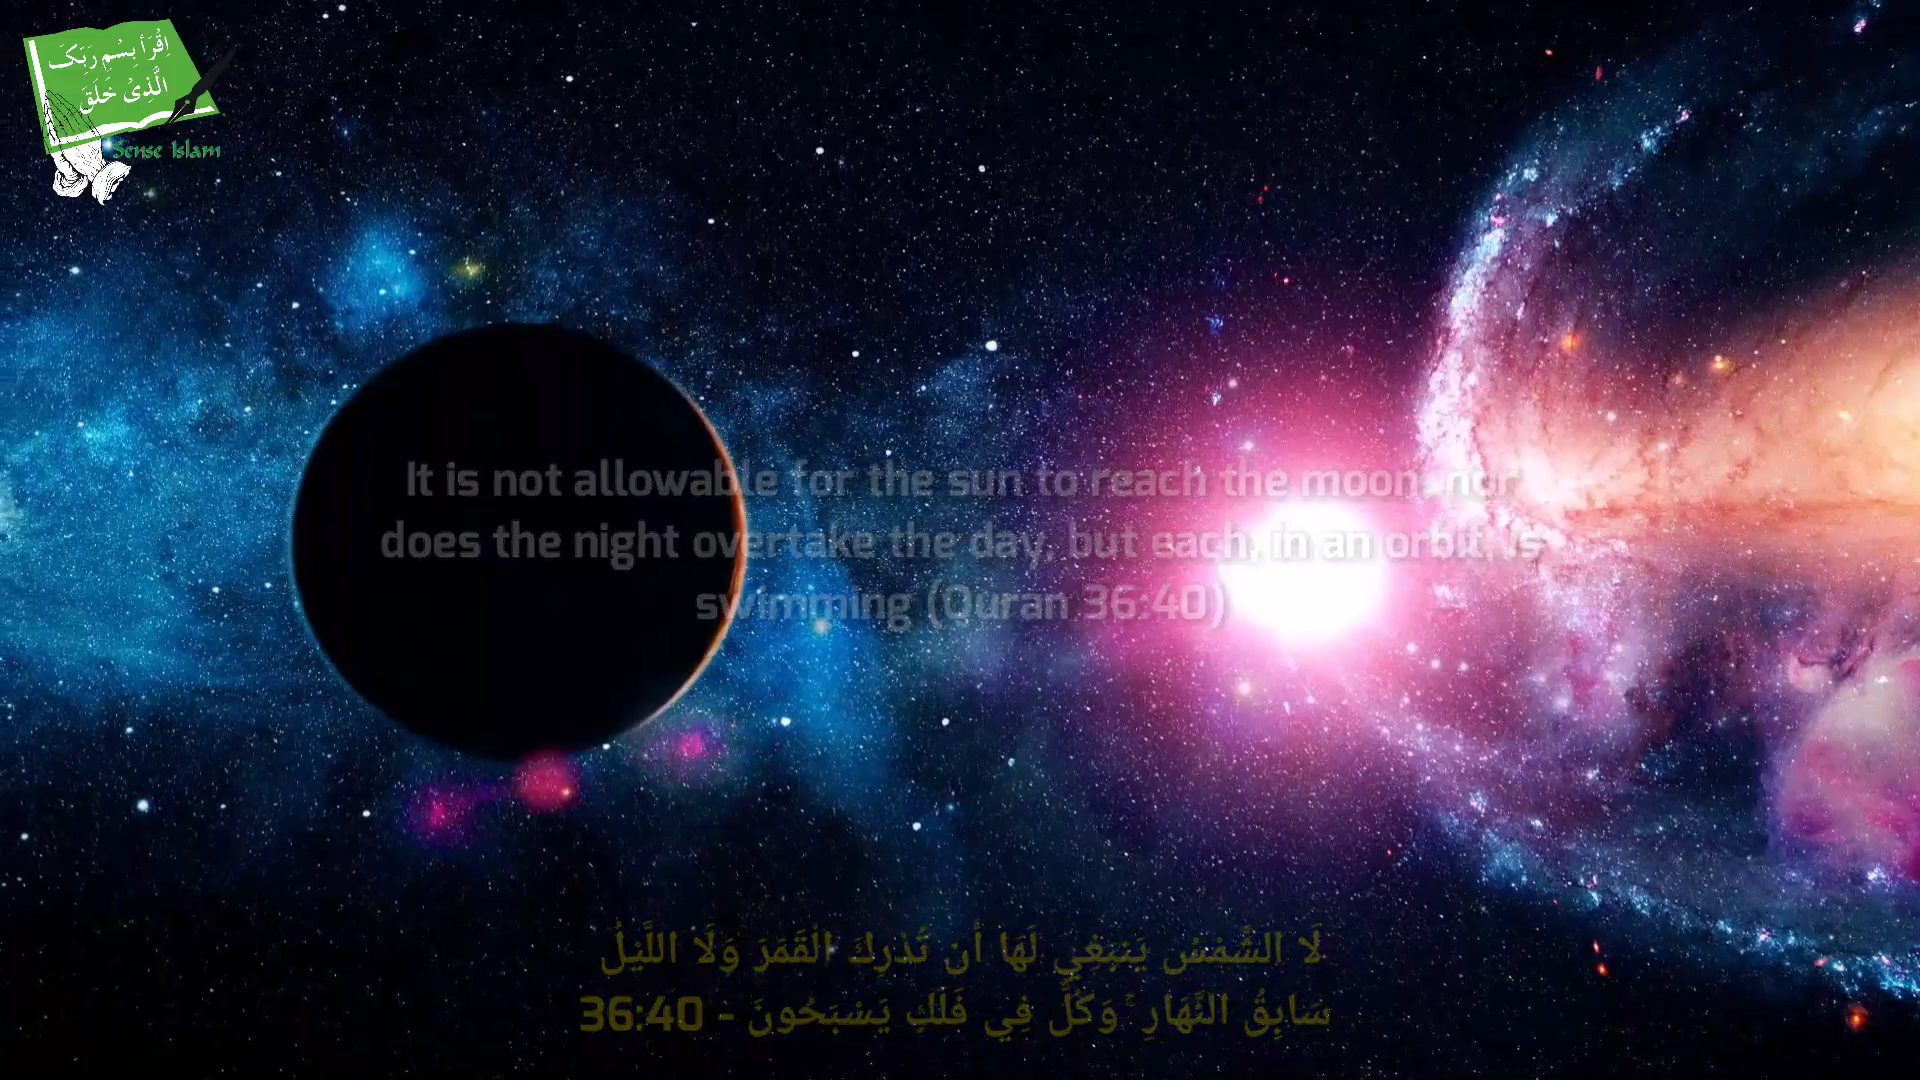 اِقْرَأ بِسْمِ رَبِّكَ
الَّذِیْ خَلَقَ
Sense Islam
It is not allowable for the sun to reach the moon, nor
does the night overtake the day, but each, in an orbit, is
swimming (Quran 36:40)
لَا الشَّمْسُ يَنبَغِي لَهَا أَن تُدْرِكَ الْقَمَرَ وَلَا اللَّيْلُ
سَابِقُ النَّهَارِ ۚ وَكُلٌّ فِي فَلَكٍ يَسْبَحُونَ - 36:40